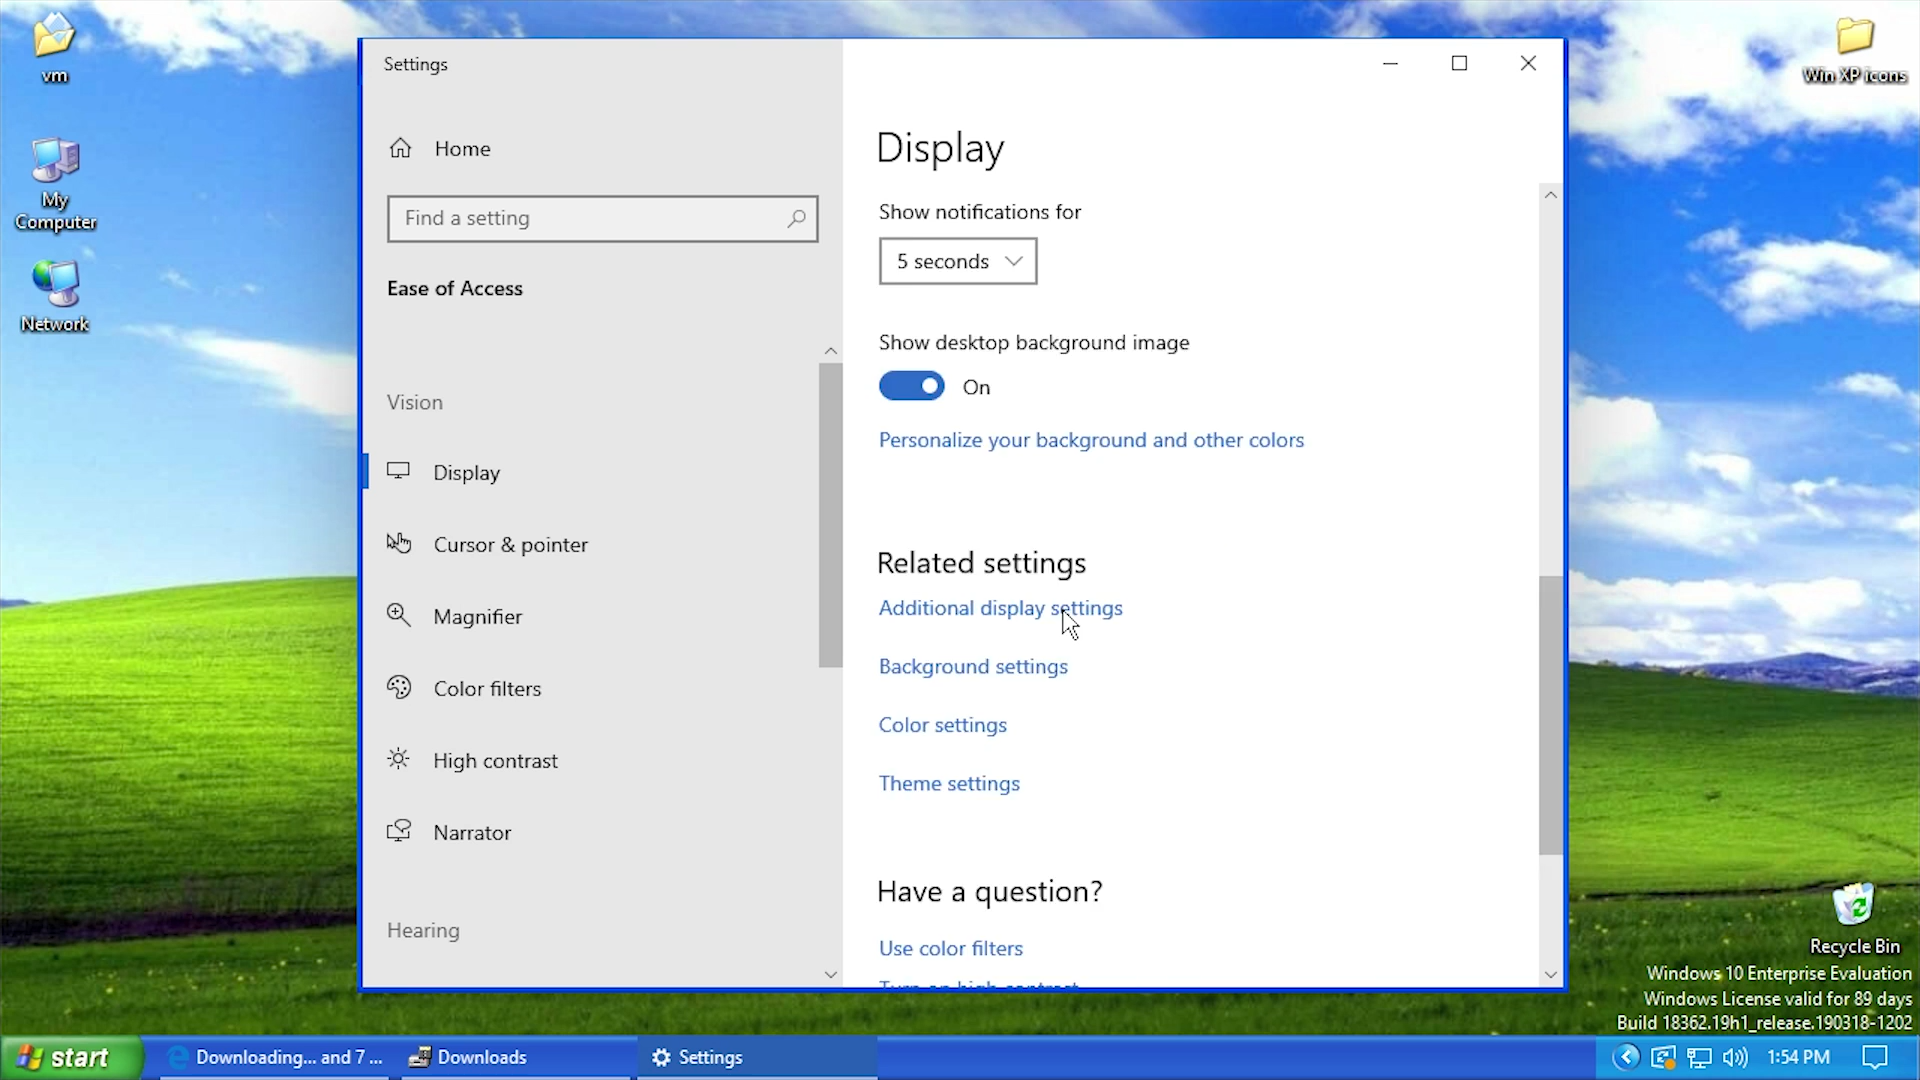 vm
My
Computer
Network
Win XP icons
Settings
Home
Find a setting
Ease of Access
Vision
Display
Cursor & pointer
Magnifier
Color filters
High contrast
Narrator
Hearing
Display
Show notifications for
5 seconds
Show desktop background image
On
Personalize your background and other colors
Related settings
Additional display settings
Background settings
Color settings
Theme settings
Have a question?
Use color filters
Turn on high contrast
Recycle Bin
Windows 10 Enterprise Evaluation
Windows License valid for 89 days
Build 18362.19h1_release.190318-1202
start
Downloading... and 7 ...
Downloads
Settings
1:54 PM